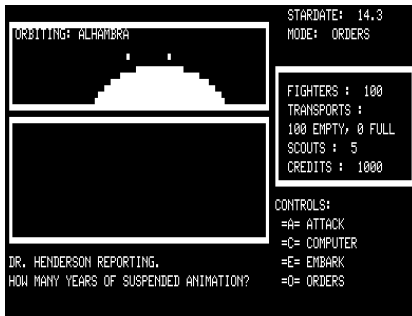 ORBITING: ALHAMBRA
STARDATE: 14.3
MODE: ORDERS
FIGHTERS : 100
TRANSPORTS :
100 EMPTY, 0 FULL
SCOUTS : 5
CREDITS : 1000
CONTROLS:
=A= ATTACK
=C= COMPUTER
=E= EMBARK
=O= ORDERS
DR. HENDERSON REPORTING.
HOW MANY YEARS OF SUSPENDED ANIMATION?